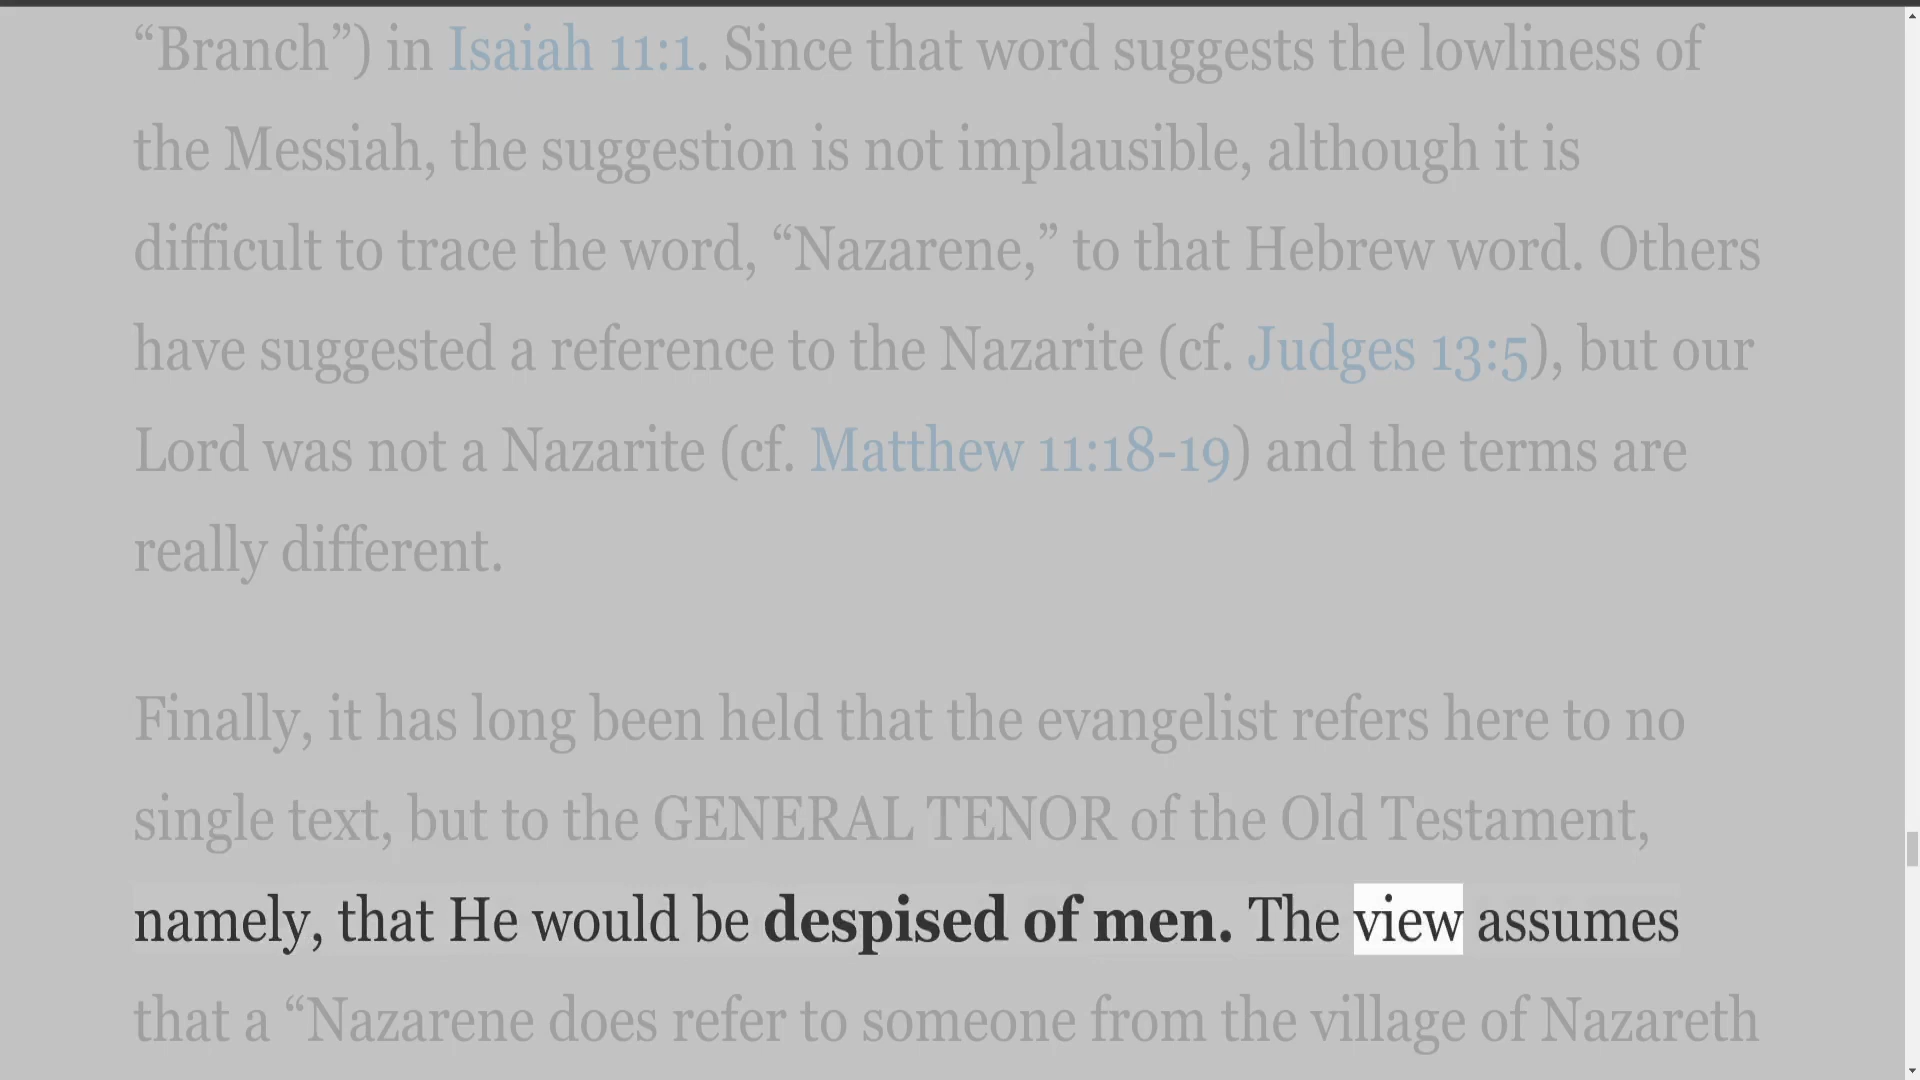 “Branch”) in Isaiah 11:1. Since that word suggests the lowliness of
the Messiah, the suggestion is not implausible, although it is
difficult to trace the word, “Nazarene,” to that Hebrew word. Others
have suggested a reference to the Nazarite (cf. Judges 13:5), but our
Lord was not a Nazarite (cf. Matthew 11:18-19) and the terms are
really different.
Finally, it has long been held that the evangelist refers here to no
single text, but to the GENERAL TENOR of the Old Testament,
namely, that He would be despised of men. The view assumes
that a “Nazarene does refer to someone from the village of Nazareth